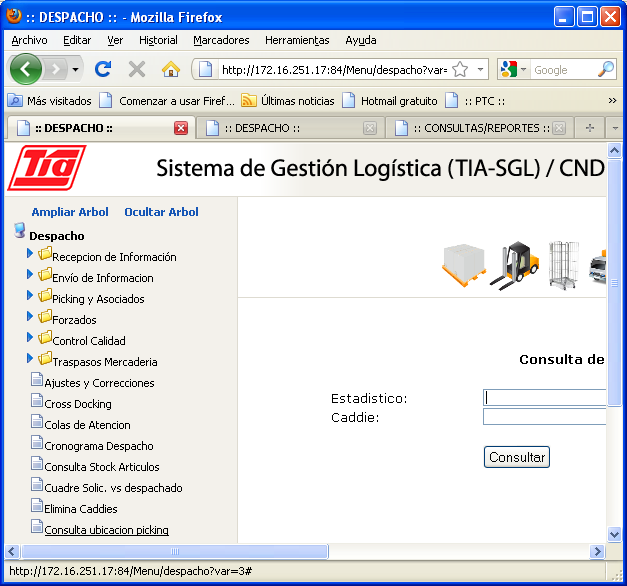 :: DESPACHO :: - Mozilla Firefox
Archivo Editar Ver Historial Marcadores Herramientas Ayuda
http://172.16.251.17:84/Menu/despacho?var= Google
Más visitados Comenzar a usar Firef... Últimas noticias Hotmail gratuito :: PTC :: »
:: DESPACHO :: :: DESPACHO :: :: CONSULTAS/REPORTES ::
Tia Sistema de Gestión Logística (TIA-SGL) / CND
Ampliar Arbol Ocultar Arbol
Despacho
Recepcion de Información
Envío de Informacion
Picking y Asociados
Forzados
Control Calidad
Traspasos Mercaderia
Ajustes y Correcciones
Cross Docking
Colas de Atencion
Cronograma Despacho
Consulta Stock Articulos
Cuadre Solic. vs despachado
Elimina Caddies
Consulta ubicacion picking
Consulta de
Estadistico:
Caddie:
Consultar
http://172.16.251.17:84/Menu/despacho?var=3#